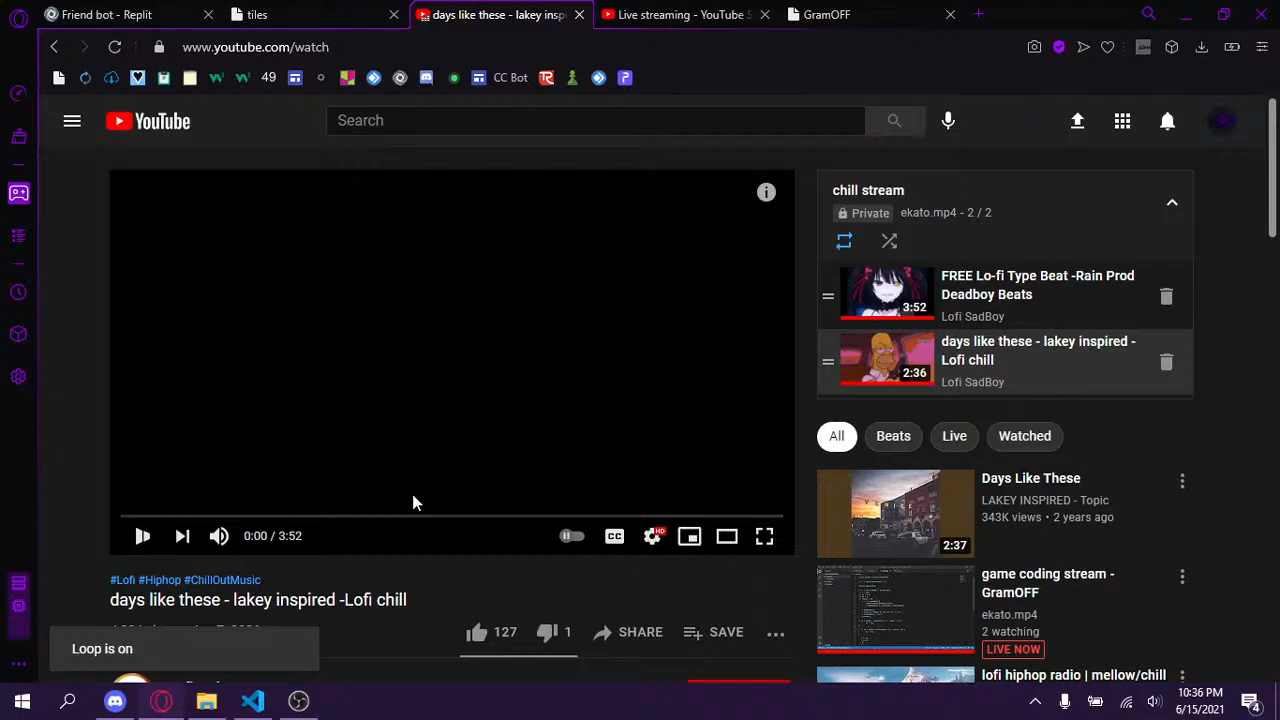 Friend bot - Replit
tiles
days like these - lakey inspi
Live streaming - YouTube S
GramOFF
www.youtube.com/watch
49
CC Bot
YouTube
Search
chill stream
Private
ekato.mp4 - 2 / 2
FREE Lo-fi Type Beat -Rain Prod
Deadboy Beats
3:52
Lofi SadBoy
days like these - lakey inspired -
Lofi chill
2:36
Lofi SadBoy
All
Beats
Live
Watched
Days Like These
LAKEY INSPIRED - Topic
343K views • 2 years ago
VENICE
2:37
game coding stream -
GramOFF
ekato.mp4
2 watching
LIVE NOW
lofi hiphop radio | mellow/chill
0:00 / 3:52
CC
HD
#Lofi #Hiphop #ChillOutMusic
days like these - lakey inspired -Lofi chill
127
1
SHARE
SAVE
Loop is on
10:36 PM
6/15/2021
4